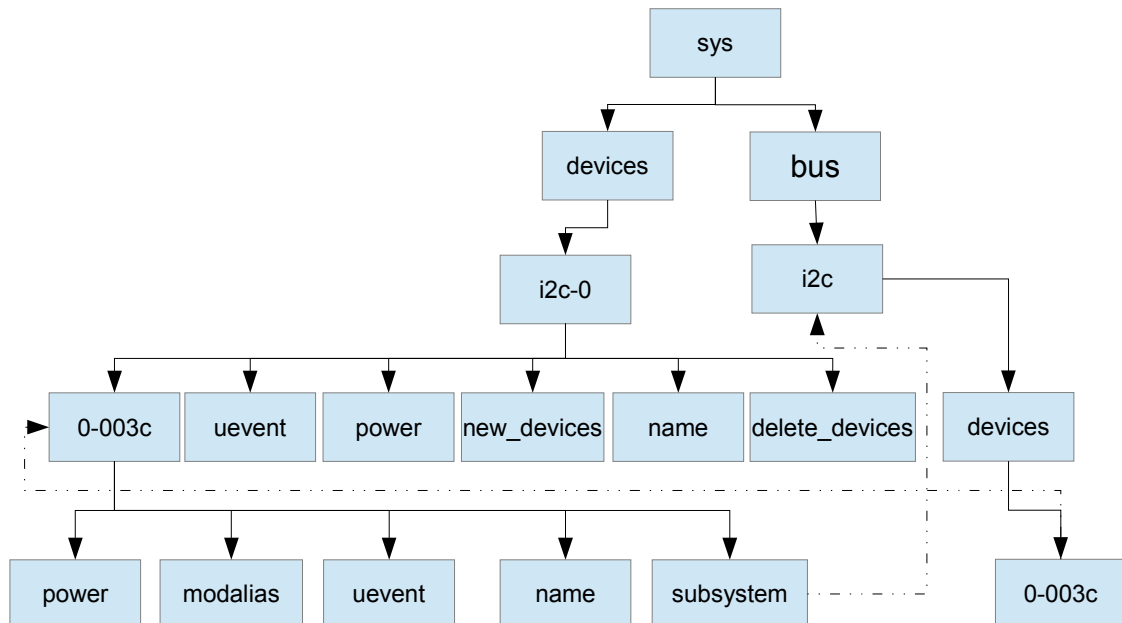 sys
devices
bus
i2c-0
i2c
0-003c
uevent
power
new_devices
name
delete_devices
devices
power
modalias
uevent
name
subsystem
0-003c